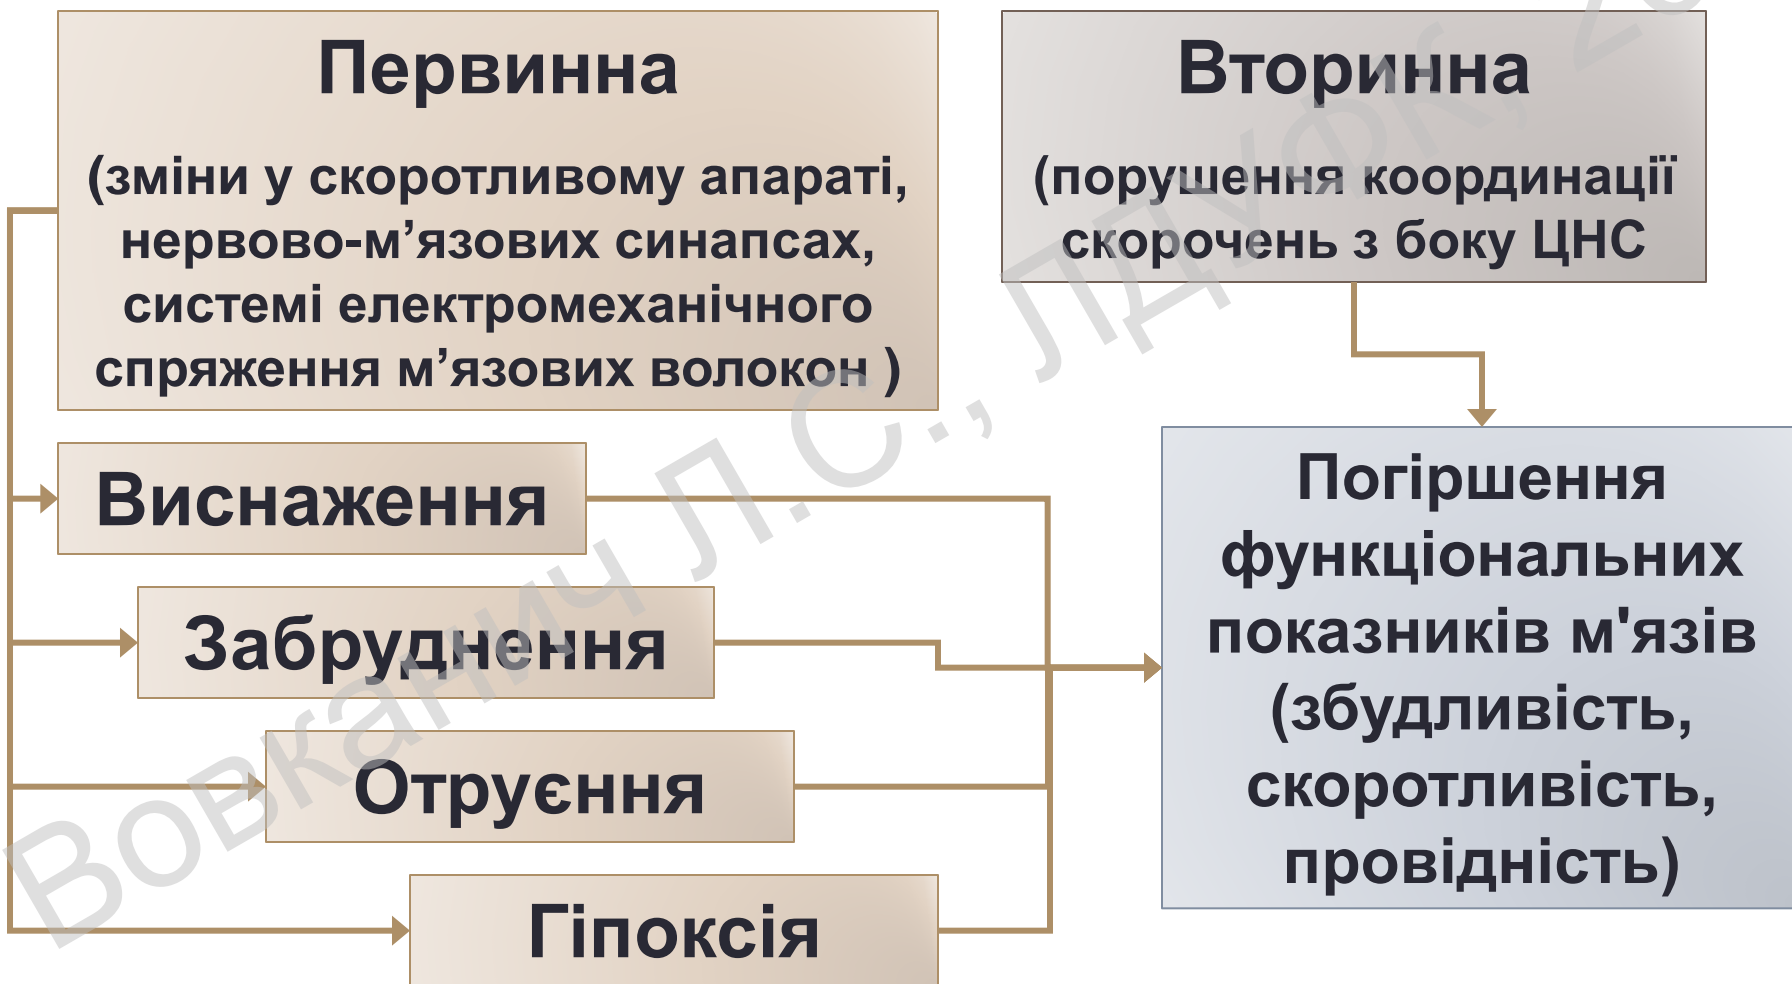 Первинна
(зміни у скоротливому апараті,
нервово-м’язових синапсах,
системі електромеханічного
спряження м’язових волокон )
Вторинна
(порушення координації
скорочень з боку ЦНС
Виснаження
Забруднення
Отруєння
Гіпоксія
Погіршення
функціональних
показників м'язів
(збудливість,
скоротливість,
провідність)
Вовканич Л.С., ЛДУФК,